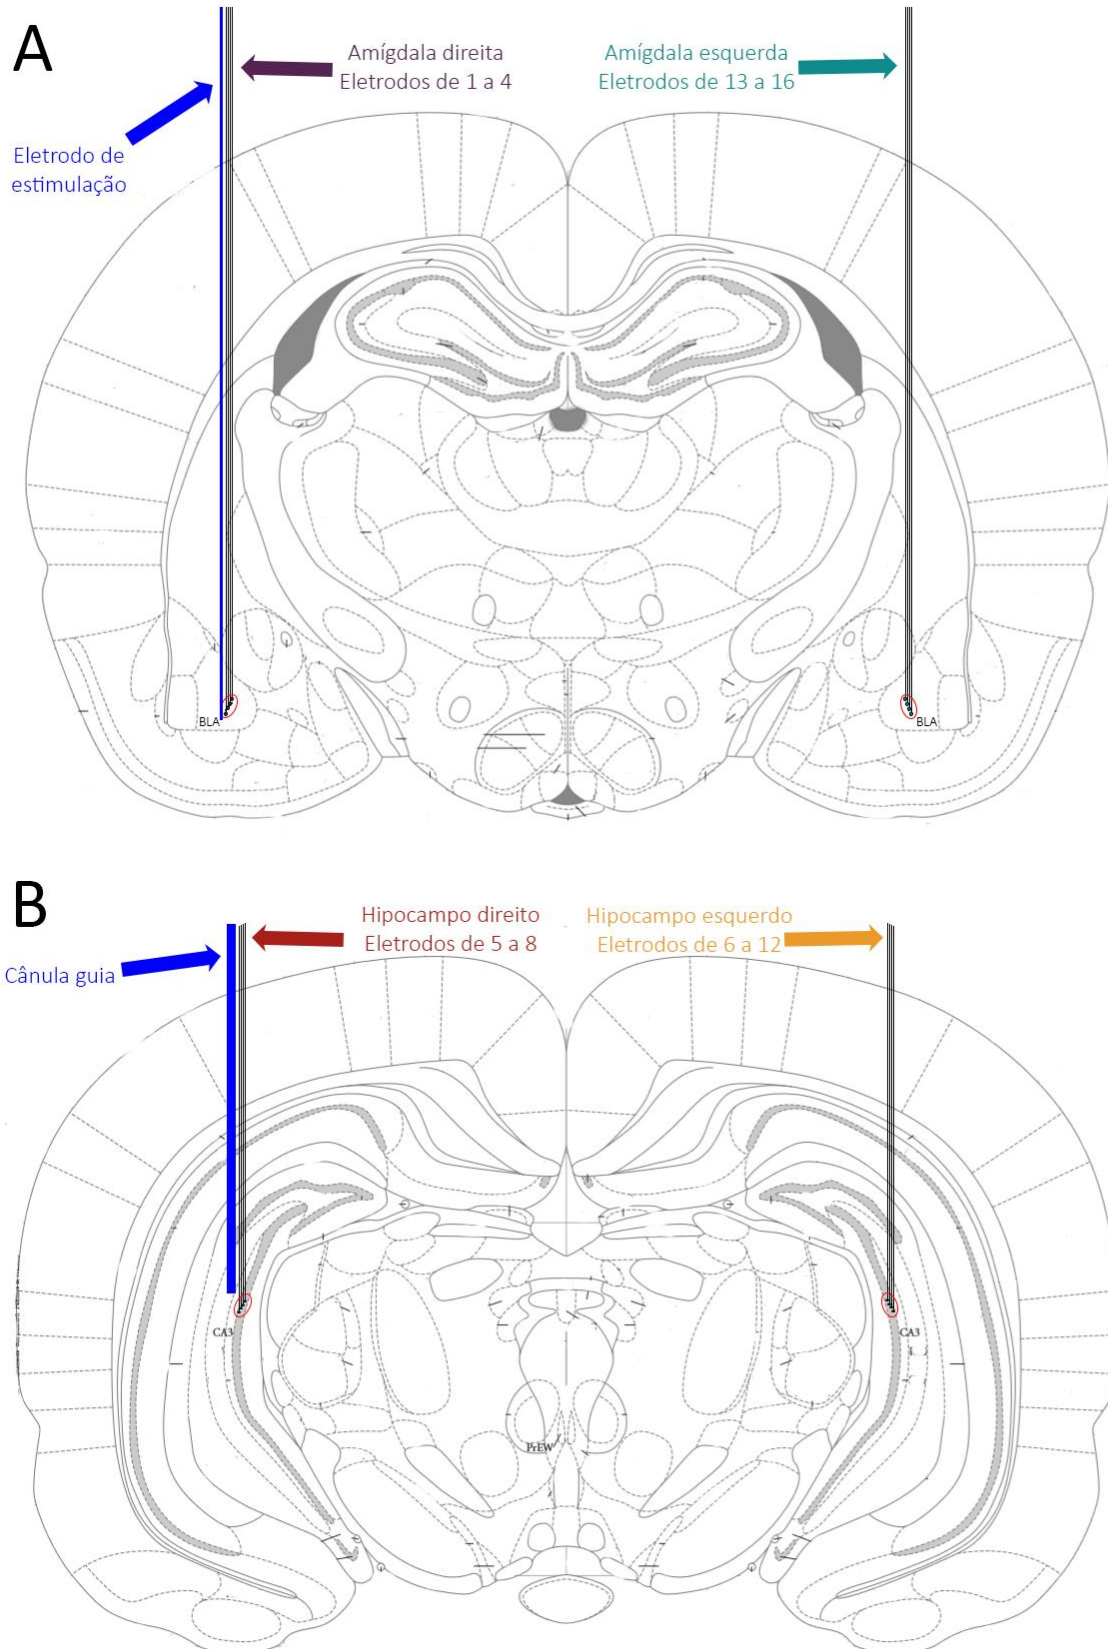 A
Amígdala direita
Eletrodos de 1 a 4
Amígdala esquerda
Eletrodos de 13 a 16
Eletrodo de
estimulação
BLA
BLA
B
Hipocampo direito
Eletrodos de 5 a 8
Hipocampo esquerdo
Eletrodos de 6 a 12
Cânula guia
CA3
CA3
PrEW